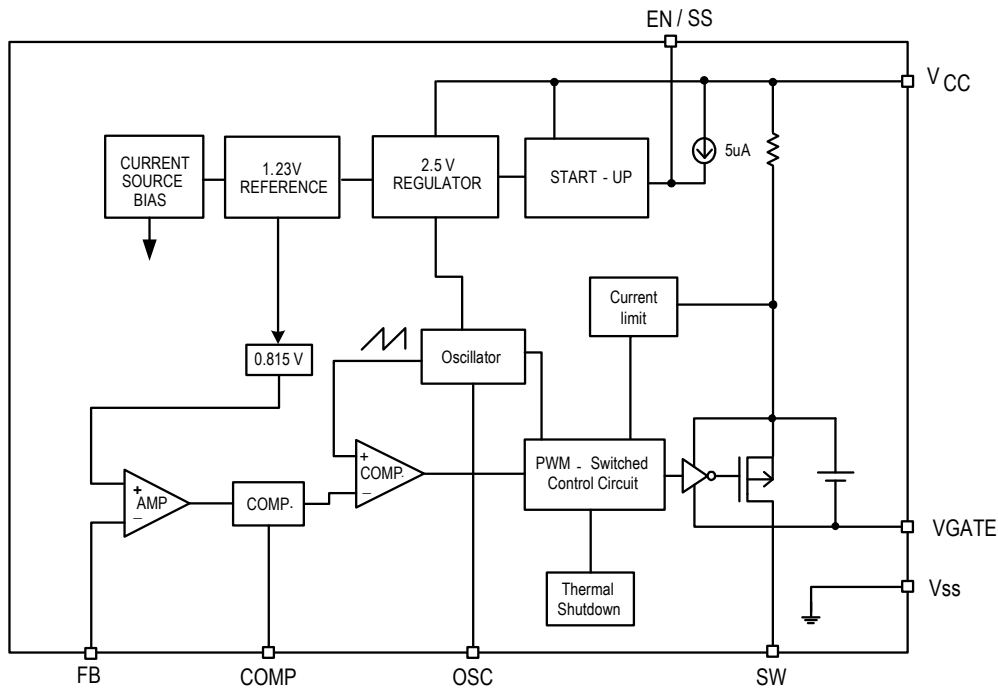 EN / SS
VCC
CURRENT
SOURCE
BIAS
1.23V
REFERENCE
2.5 V
REGULATOR
START - UP
5uA
Current
limit
0.815 V
Oscillator
+
COMP.
−
PWM - Switched
Control Circuit
+
AMP
−
COMP.
VGATE
Thermal
Shutdown
Vss
FB
COMP
OSC
SW